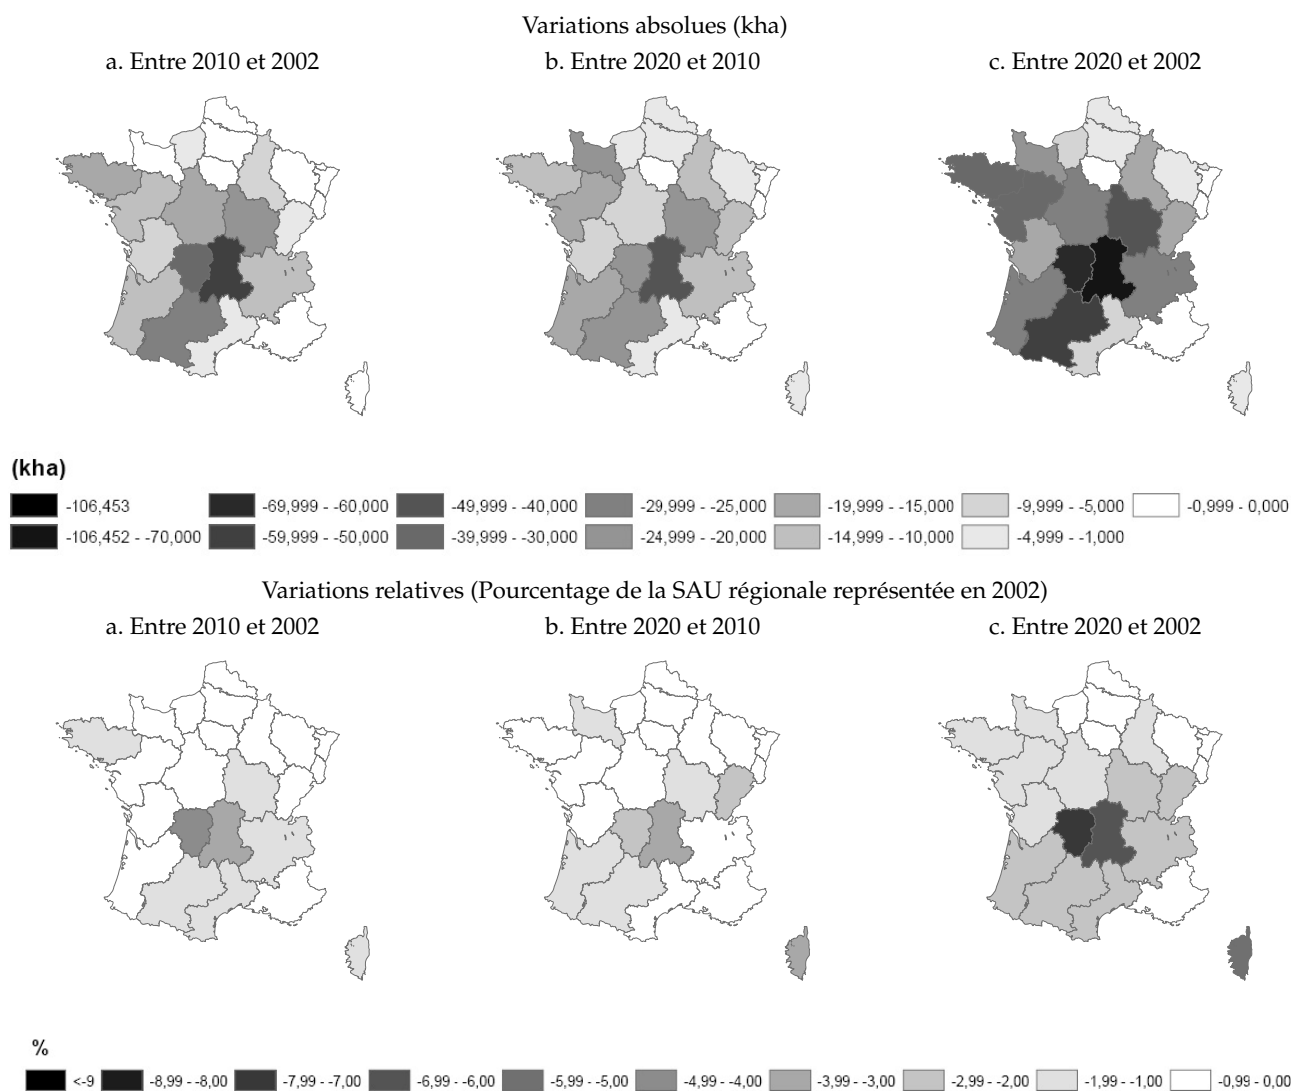 Variations absolues (kha)
a. Entre 2010 et 2002 b. Entre 2020 et 2010 c. Entre 2020 et 2002
(kha)
-106,453 -69,999 - -60,000 -49,999 - -40,000 -29,999 - -25,000 -19,999 - -15,000 -9,999 - -5,000 -0,999 - 0,000
-106,452 - -70,000 -59,999 - -50,000 -39,999 - -30,000 -24,999 - -20,000 -14,999 - -10,000 -4,999 - -1,000
Variations relatives (Pourcentage de la SAU régionale représentée en 2002)
a. Entre 2010 et 2002 b. Entre 2020 et 2010 c. Entre 2020 et 2002
%
<-9 -8,99 - -8,00 -7,99 - -7,00 -6,99 - -6,00 -5,99 - -5,00 -4,99 - -4,00 -3,99 - -3,00 -2,99 - -2,00 -1,99 - -1,00 -0,98 - 0,00